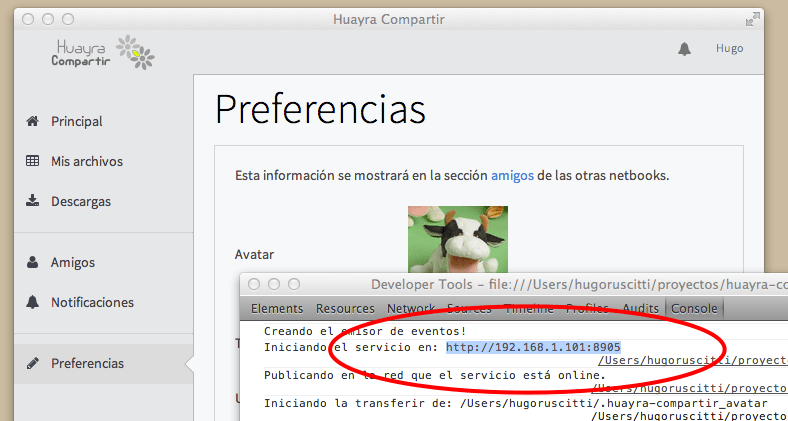 Huayra Compartir
Huayra
Compartir
Hugo
Principal
Mis archivos
Descargas
Amigos
Notificaciones
Preferencias
Preferencias
Esta información se mostrará en la sección amigos de las otras netbooks.
Avatar
Developer Tools - file:///Users/hugoruscitti/proyectos/huayra-co
Elements Resources Network Sources Timeline Profiles Audits Console
Creando el emisor de eventos!
Iniciando el servicio en: http://192.168.1.101:8905
/Users/hugoruscitti/proyecto
Publicando en la red que el servicio está online.
/Users/hugoruscitti/proyecto
Iniciando la transferir de: /Users/hugoruscitti/.huayra-compartir_avatar
/Users/hugoruscitti/proyecto